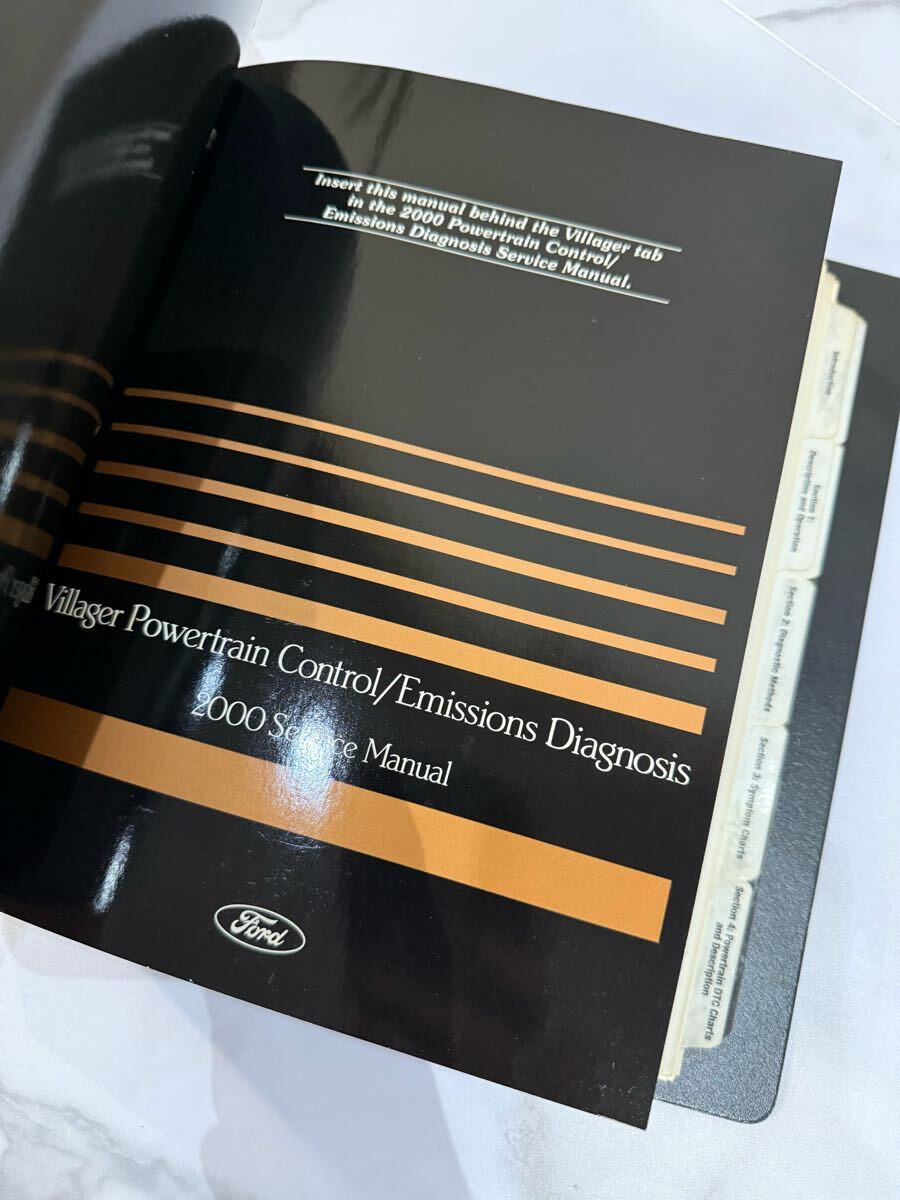 Insert this manual behind the Villager tab
in the 2000 Powertrain Control/
Emissions Diagnosis Service Manual.
Villager Powertrain Control/Emissions Diagnosis
2000 Service Manual
Ford
Introduction
Section 1:
Description and Operation
Section 2: Diagnostic Methods
Section 3: Symptom Charts
Section 4: Powertrain DTC Charts
and Description